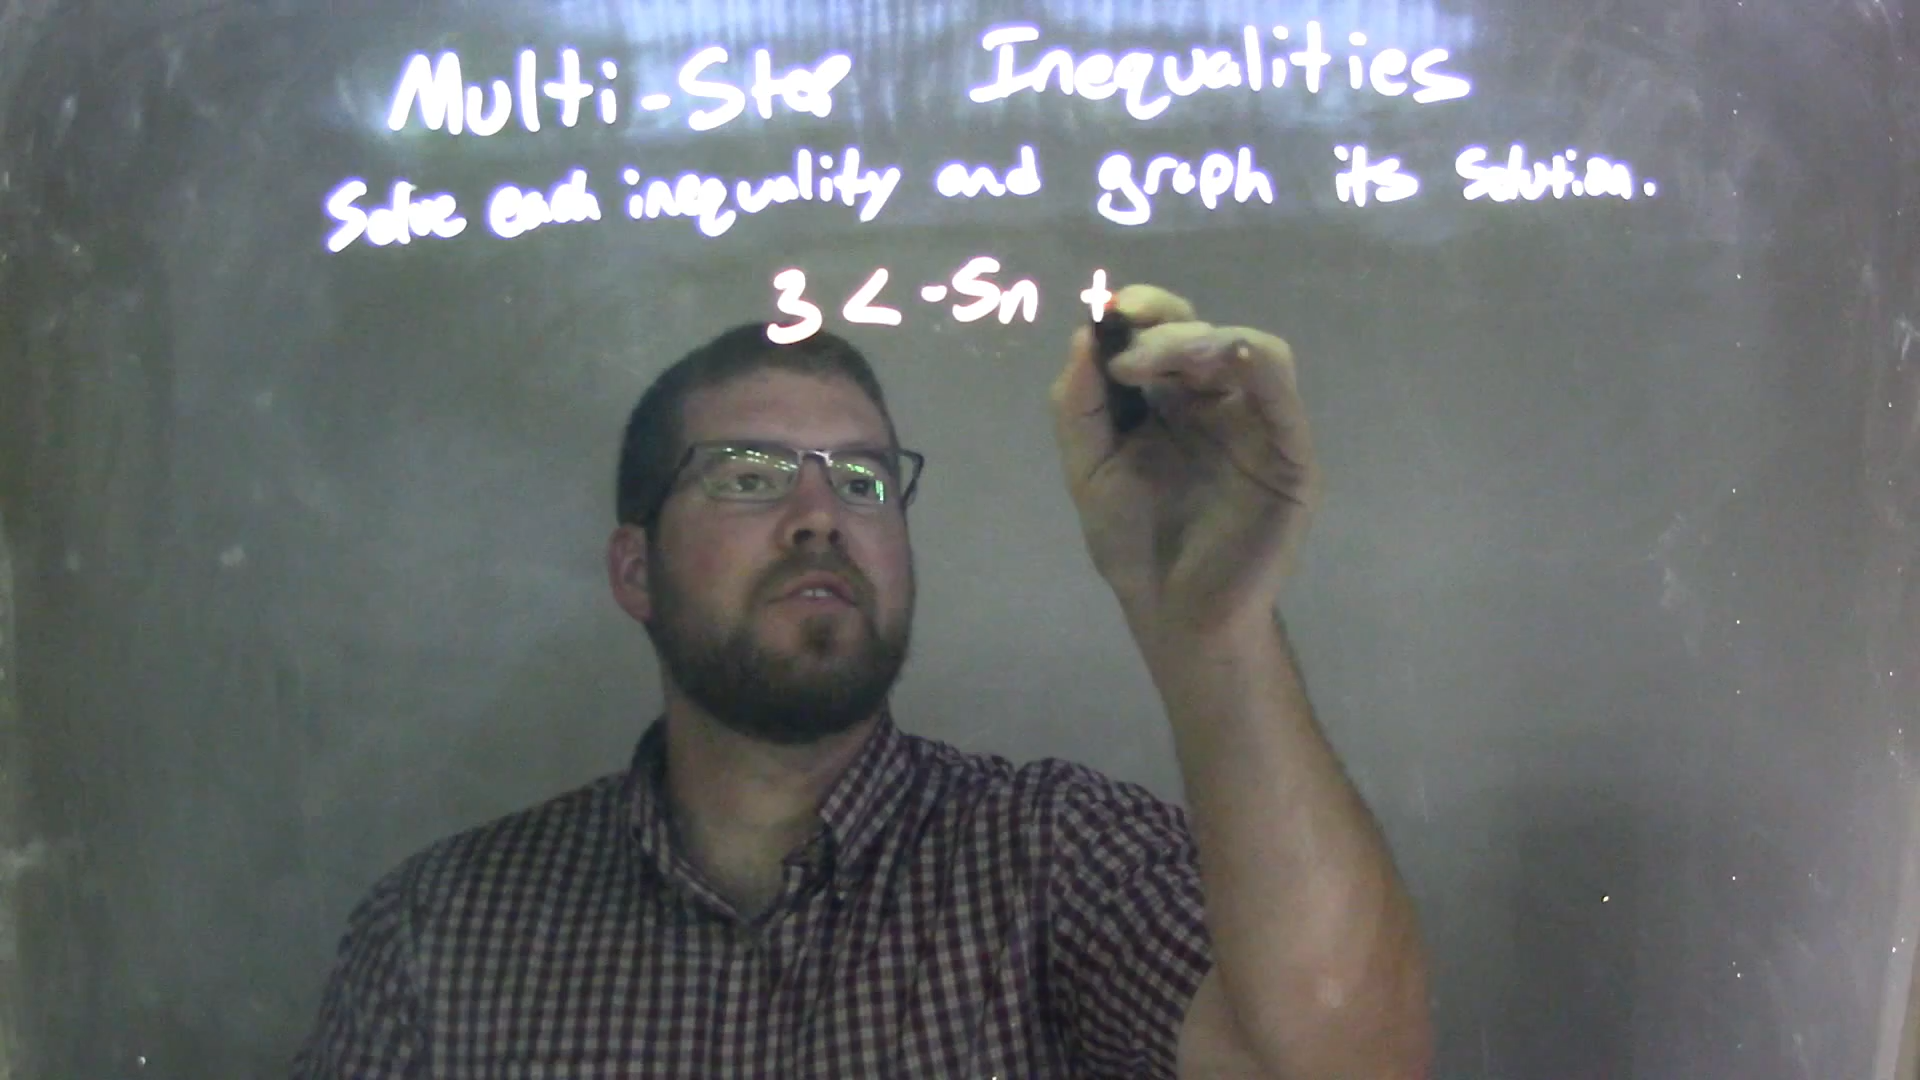 Multi-Step Inequalities
Solve each inequality and graph its solution.
3 < -5n +